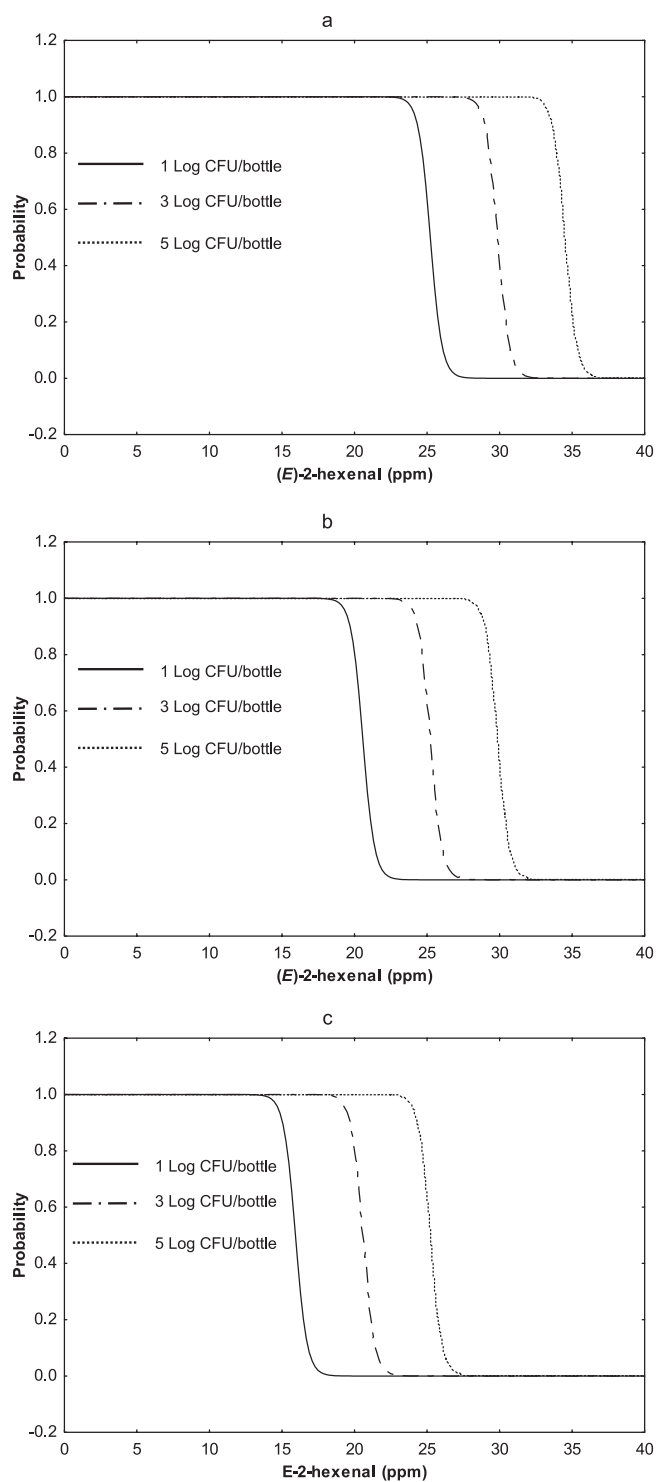 a
1.2
1.0
0.8
0.6
0.4
0.2
0.0
-0.2
Probability
1 Log CFU/bottle
3 Log CFU/bottle
5 Log CFU/bottle
0 5 10 15 20 25 30 35 40
(E)-2-hexenal (ppm)
b
1.2
1.0
0.8
0.6
0.4
0.2
0.0
-0.2
Probability
1 Log CFU/bottle
3 Log CFU/bottle
5 Log CFU/bottle
0 5 10 15 20 25 30 35 40
(E)-2-hexenal (ppm)
c
1.2
1.0
0.8
0.6
0.4
0.2
0.0
-0.2
Probability
1 Log CFU/bottle
3 Log CFU/bottle
5 Log CFU/bottle
0 5 10 15 20 25 30 35 40
E-2-hexenal (ppm)